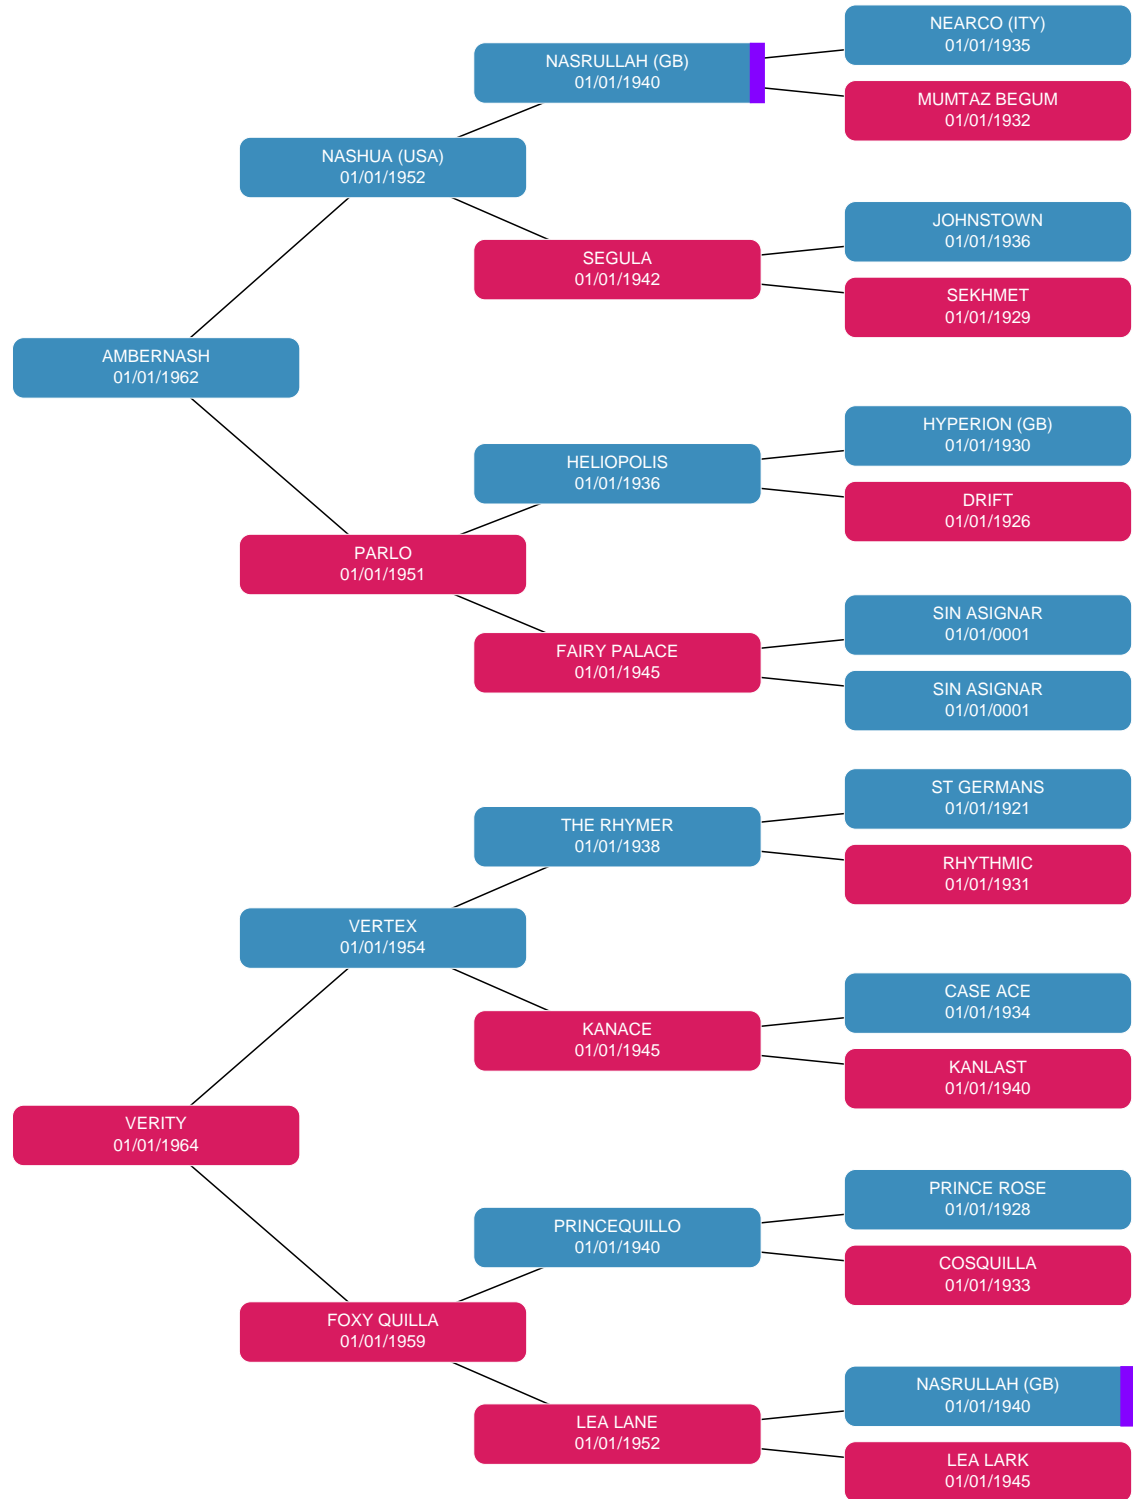 NEARCO (ITY)
01/01/1935
NASRULLAH (GB)
01/01/1940
MUMTAZ BEGUM
01/01/1932
NASHUA (USA)
01/01/1952
JOHNSTOWN
01/01/1936
SEGULA
01/01/1942
SEKHMET
01/01/1929
AMBERNASH
01/01/1962
HYPERION (GB)
01/01/1930
HELIOPOLIS
01/01/1936
DRIFT
01/01/1926
PARLO
01/01/1951
SIN ASIGNAR
01/01/0001
FAIRY PALACE
01/01/1945
SIN ASIGNAR
01/01/0001
ST GERMANS
01/01/1921
THE RHYMER
01/01/1938
RHYTHMIC
01/01/1931
VERTEX
01/01/1954
CASE ACE
01/01/1934
KANACE
01/01/1945
KANLAST
01/01/1940
VERITY
01/01/1964
PRINCE ROSE
01/01/1928
PRINCEQUILLO
01/01/1940
COSQUILLA
01/01/1933
FOXY QUILLA
01/01/1959
NASRULLAH (GB)
01/01/1940
LEA LANE
01/01/1952
LEA LARK
01/01/1945